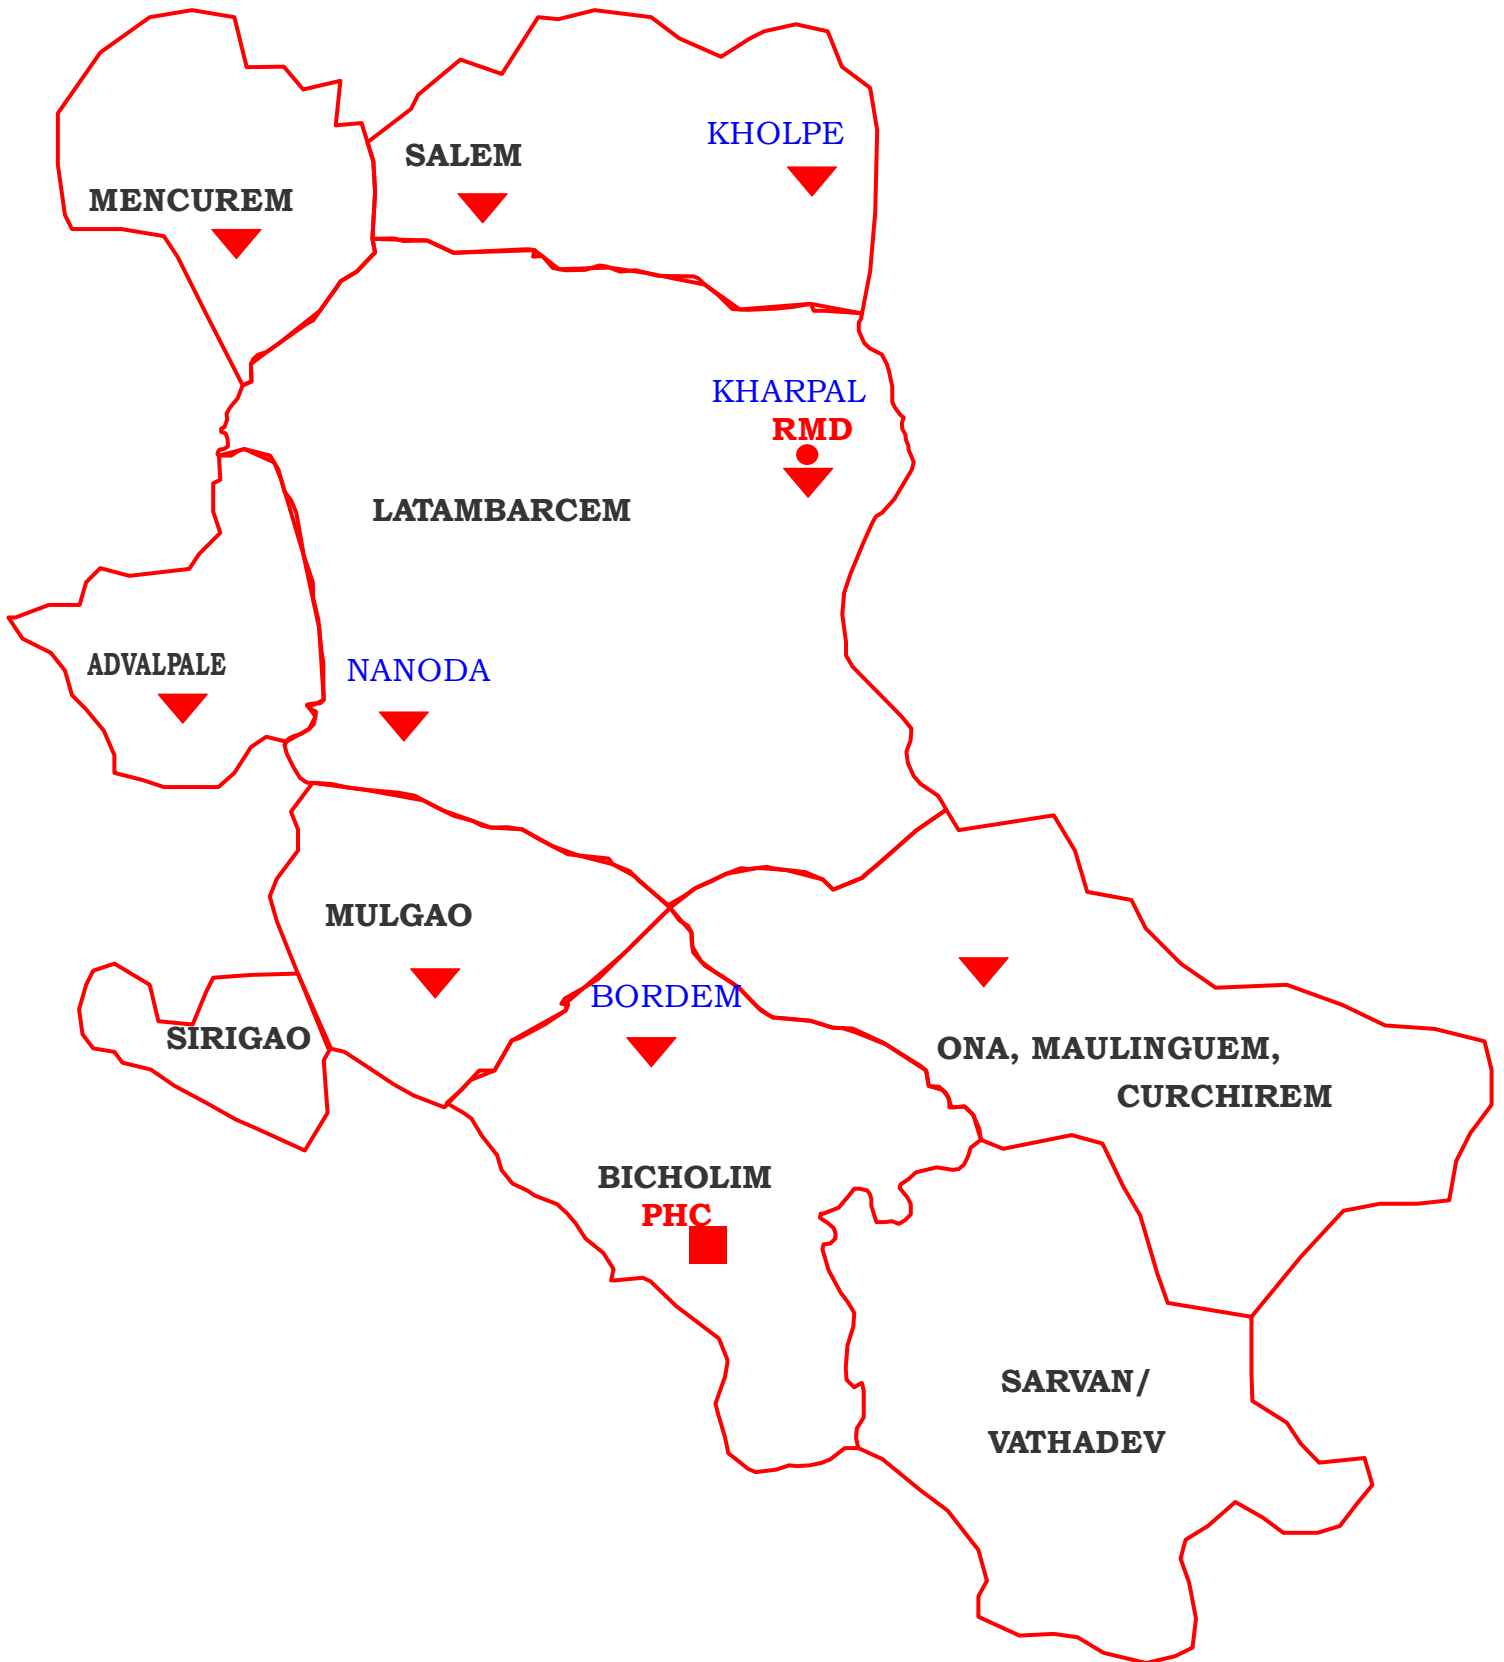 KHOLPE
SALEM
MENCUREM
KHARPAL
RMD
LATAMBARCEM
ADVALPALE
NANODA
MULGAO
BORDEM
SIRIGAO
ONA, MAULINGUEM,
CURCHIREM
BICHOLIM
PHC
SARVAN/
VATHADEV